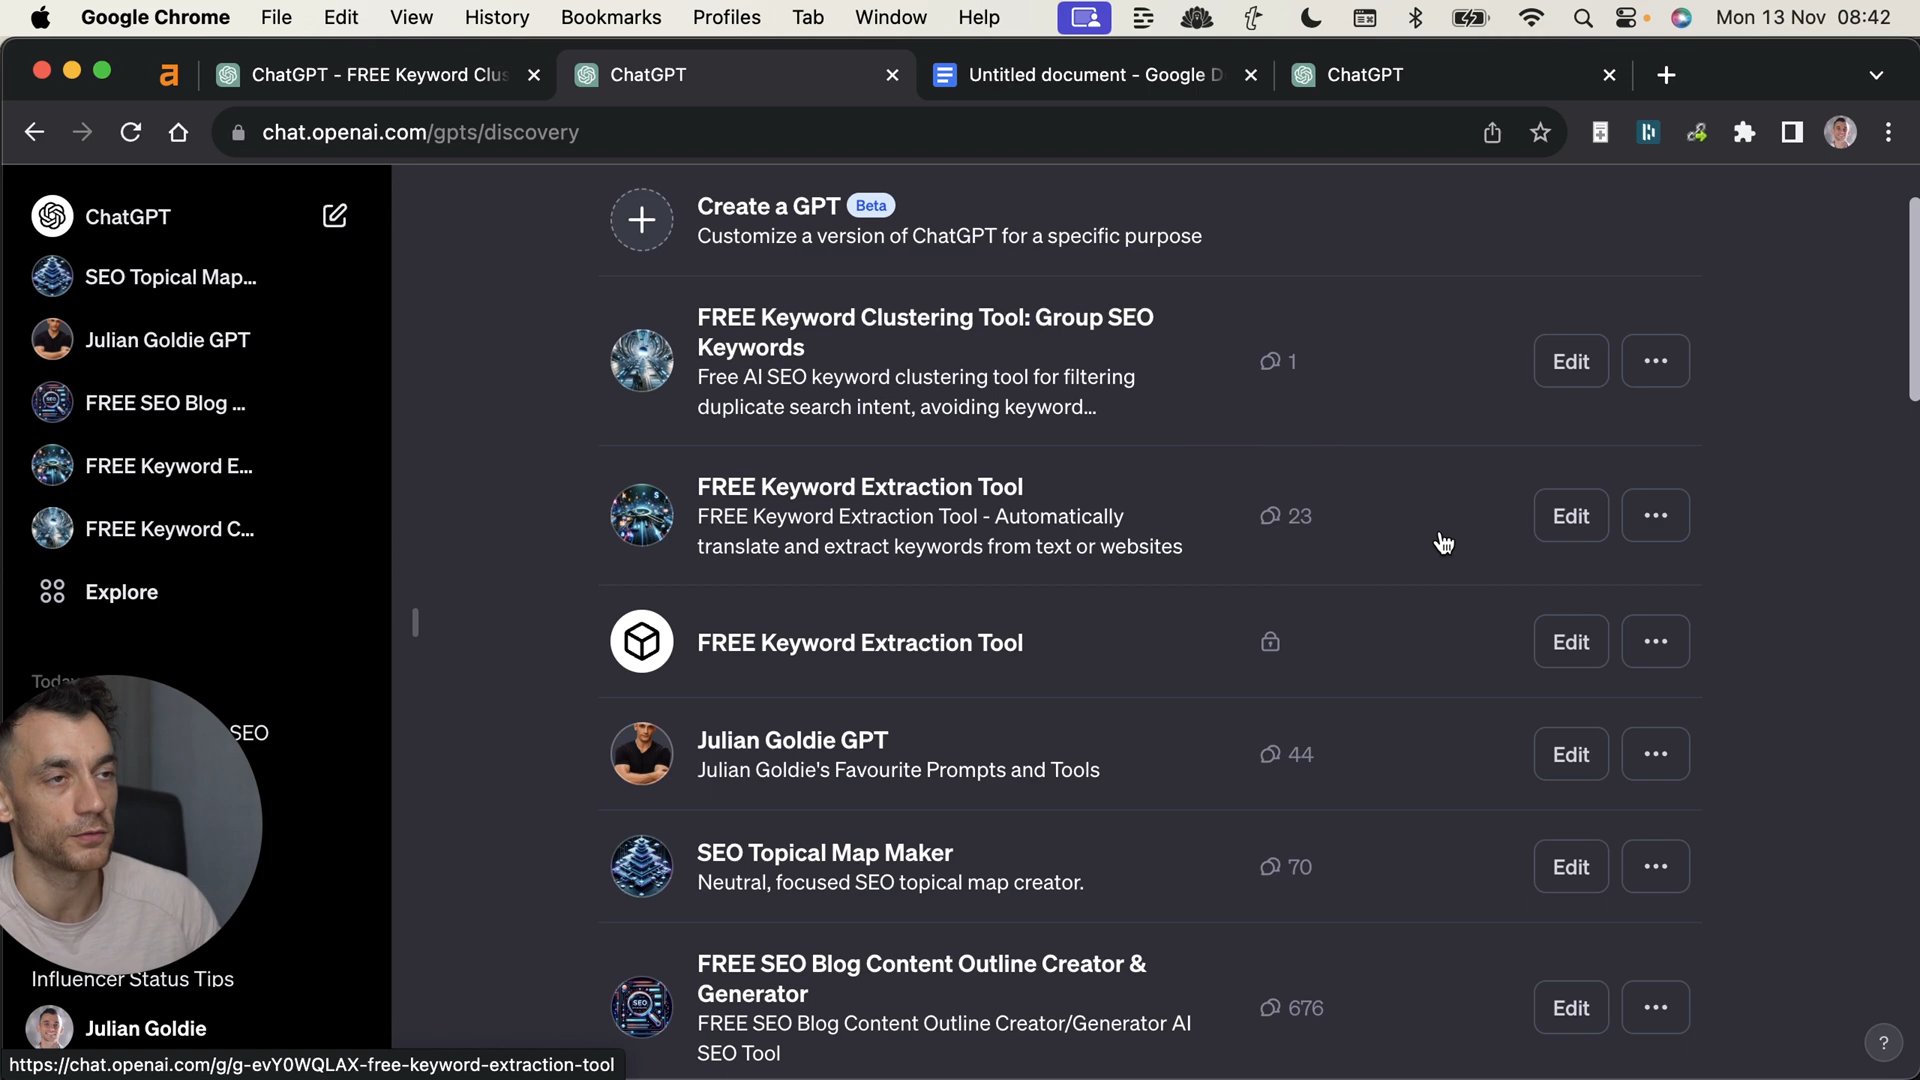 Google Chrome File Edit View History Bookmarks Profiles Tab Window Help Mon 13 Nov 08:42
a ChatGPT - FREE Keyword Clus ChatGPT Untitled document - Google D ChatGPT
chat.openai.com/gpts/discovery
ChatGPT
SEO Topical Map...
Julian Goldie GPT
FREE SEO Blog ...
FREE Keyword E...
FREE Keyword C...
Explore
Today
SEO
Influencer Status Tips
Julian Goldie
https://chat.openai.com/g/g-evY0WQLAX-free-keyword-extraction-tool
Create a GPT Beta
Customize a version of ChatGPT for a specific purpose
FREE Keyword Clustering Tool: Group SEO
Keywords
Free AI SEO keyword clustering tool for filtering
duplicate search intent, avoiding keyword...
1 Edit
FREE Keyword Extraction Tool
FREE Keyword Extraction Tool - Automatically
translate and extract keywords from text or websites
23 Edit
FREE Keyword Extraction Tool
Edit
Julian Goldie GPT
Julian Goldie's Favourite Prompts and Tools
44 Edit
SEO Topical Map Maker
Neutral, focused SEO topical map creator.
70 Edit
FREE SEO Blog Content Outline Creator &
Generator
FREE SEO Blog Content Outline Creator/Generator AI
SEO Tool
676 Edit
?